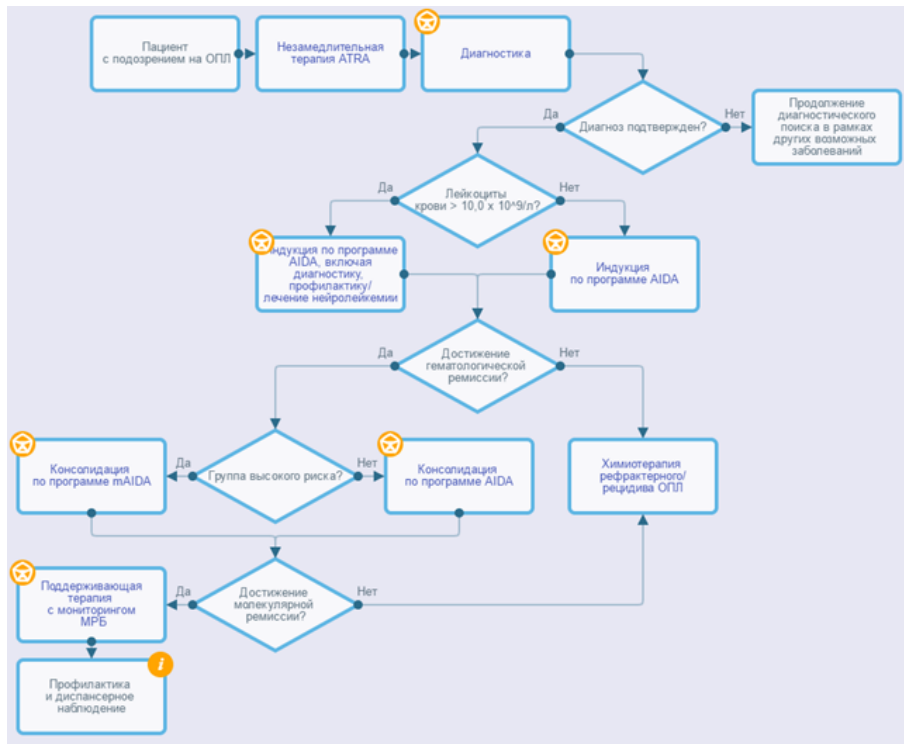 Пациент
с подозрением на ОПЛ
Незамедлительная
терапия ATRA
Диагностика
Диагноз подтвержден?
Да
Нет
Продолжение
диагностического
поиска в рамках
других возможных
заболеваний
Лейкоциты
крови > 10,0 x 10^9/л?
Да
Нет
ндукция по программе
AIDA, включая
диагностику,
профилактику/
лечение нейролейкемии
Индукция
по программе AIDA
Достижение
гематологической
ремиссии?
Да
Нет
Консолидация
по программе mAIDA
Да
Группа высокого риска?
Нет
Консолидация
по программе AIDA
Химиотерапия
рефрактерного/
рецидива ОПЛ
Поддерживающая
терапия
с мониторингом
МРБ
Да
Достижение
молекулярной
ремиссии?
Нет
i
Профилактика
и диспансерное
наблюдение